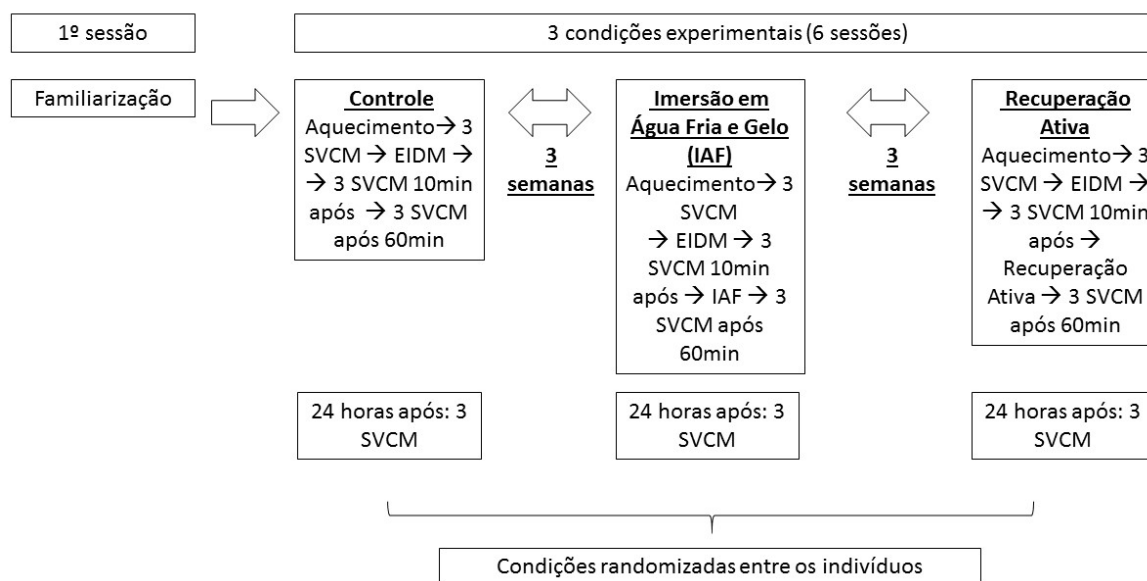 1º sessão
3 condições experimentais (6 sessões)
Familiarização
Controle
Aquecimento→ 3
SVCM → EIDM →
→ 3 SVCM 10min
após → 3 SVCM
após 60min
3
semanas
Imersão em
Água Fria e Gelo
(IAF)
Aquecimento→ 3
SVCM
→ EIDM → 3
SVCM 10min
após → IAF → 3
SVCM após
60min
3
semanas
Recuperação
Ativa
Aquecimento→ 3
SVCM → EIDM →
→ 3 SVCM 10min
após →
Recuperação
Ativa → 3 SVCM
após 60min
24 horas após: 3
SVCM
24 horas após: 3
SVCM
24 horas após: 3
SVCM
Condições randomizadas entre os indivíduos